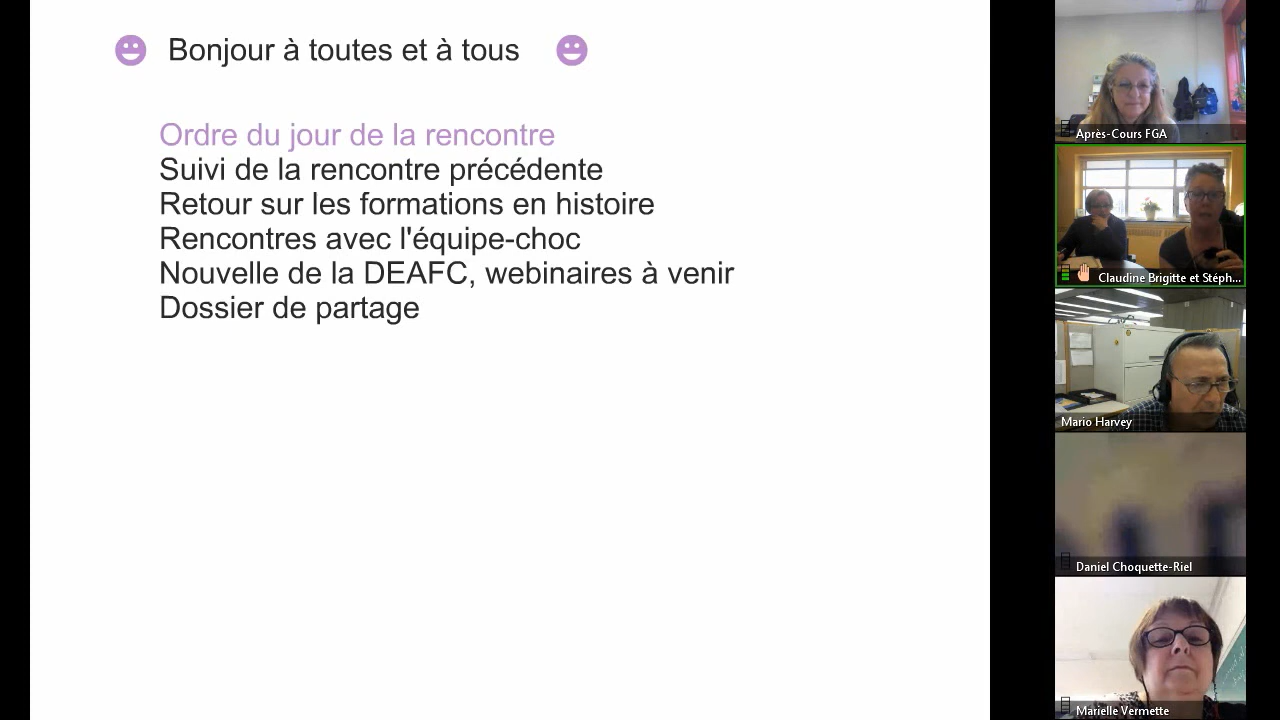 Bonjour à toutes et à tous
Ordre du jour de la rencontre
Suivi de la rencontre précédente
Retour sur les formations en histoire
Rencontres avec l'équipe-choc
Nouvelle de la DEAFC, webinaires à venir
Dossier de partage
Après-Cours FGA
Claudine Brigitte et Stéph...
Mario Harvey
Daniel Choquette-Riel
Marielle Vermette